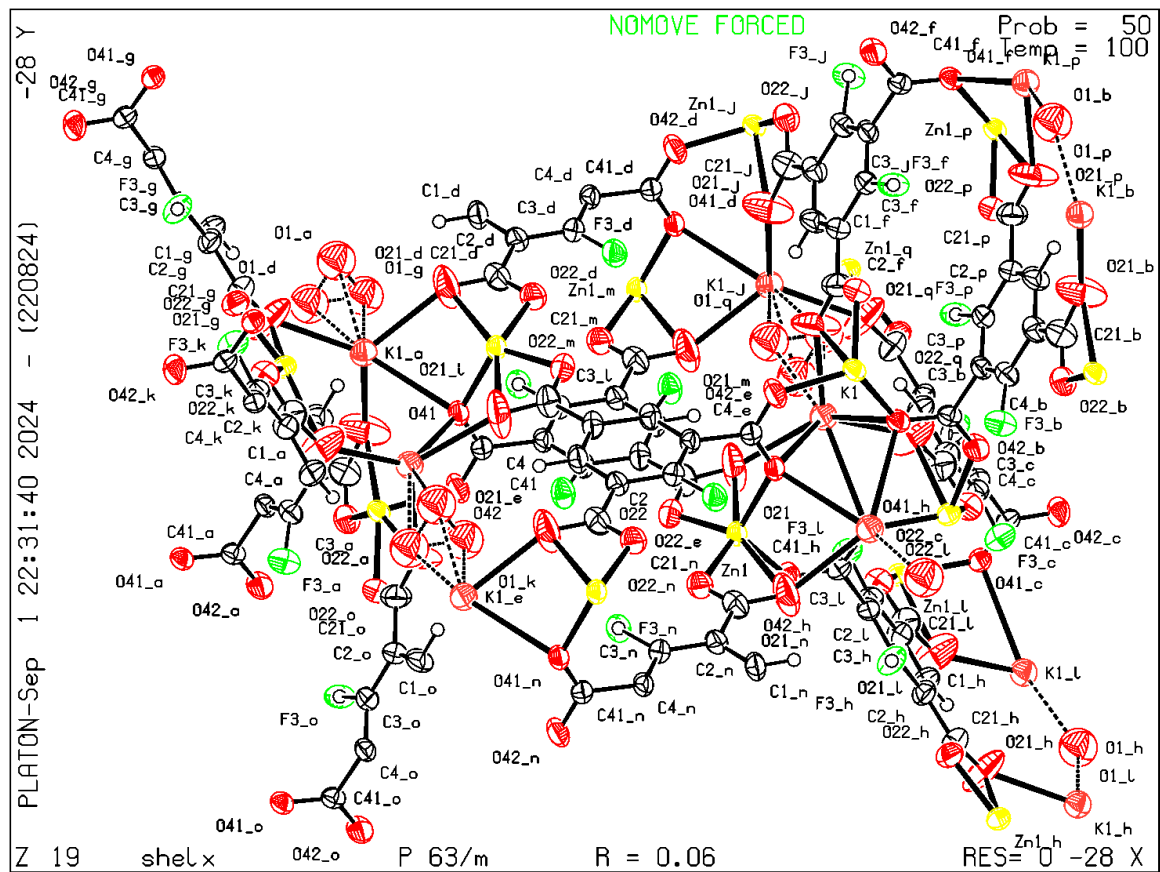 NOMOVE FORCED
Prob = 50
Temp = 100
PLATON-Sep 1 22:31:40 2024 - (220824)
-28 Y
O41_g
O42_g
C41_g
C4_g
F3_g
C3_g
C1_g
C2_g
C21_g
O22_g
O21_g
F3_k
O42_k
C3_k
O22_k
C4_k
C2_k
C1_a
C4_a
C41_a
O41_a
O42_a
C3_a
F3_a
O22_a
O1_a
O1_d
K1_a
C1_d
C2_d
O21_d
C21_d
O1_g
C3_d
C4_d
C41_d
O42_d
F3_d
O22_d
Zn1_m
C21_m
O22_m
Zn1_J
O22_J
C21_J
O21_J
O41_d
K1_J
O1_q
F3_J
O42_f
C41_f
O41_f
K1_p
O1_b
O1_p
Zn1_p
O21_p
K1_b
C3_J
F3_f
C3_f
O22_p
C1_f
C21_p
Zn1_q
C2_f
O21_q
C2_p
F3_p
O21_b
C21_b
C3_p
O22_q
C3_b
C4_b
F3_b
O22_b
K1
O21_m
O42_e
C4_e
O41
C3_l
C4
C41
O21_e
O42
C2
O22
O21
O22_e
C21_n
O22_n
Zn1
C41_h
F3_l
O41_h
O42_b
C3_c
C4_c
O42_c
C41_c
O41_c
O22_c
O22_l
Zn1_l
C21_l
C3_l
C2_l
C3_h
O21_l
C1_h
K1_l
F3_h
C2_h
O22_h
C21_h
O21_h
O1_h
O1_l
K1_h
Zn1_h
O1_k
K1_e
F3_n
C3_n
O42_h
O21_n
C2_n
C1_n
O41_n
C41_n
C4_n
O42_n
O22_o
C21_o
C2_o
C1_o
F3_o
C3_o
C4_o
C41_o
O41_o
O42_o
Z 19 shelx P 63/m R = 0.06 RES= 0 -28 X